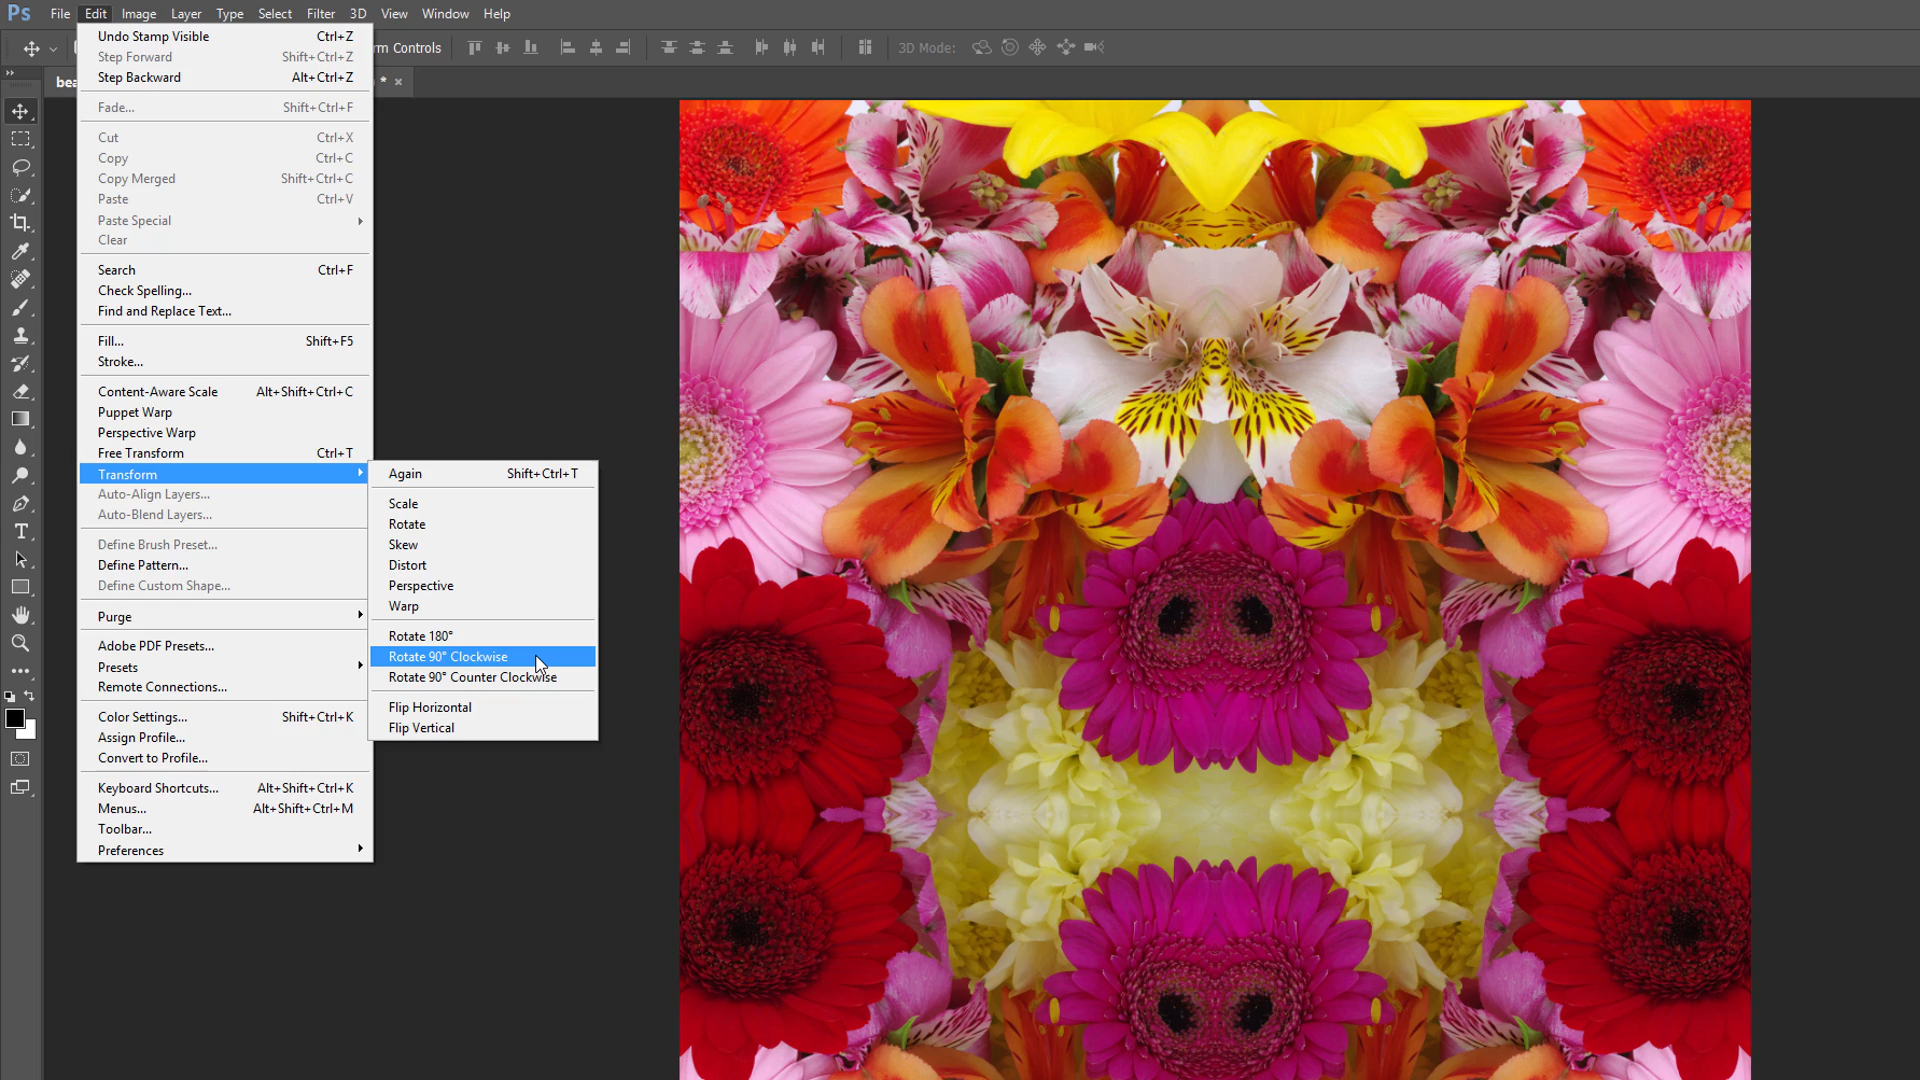 Ps File Edit Image Layer Type Select Filter 3D View Window Help
Controls 3D Mode:
* ×
Undo Stamp Visible Ctrl+Z
Step Forward Shift+Ctrl+Z
Step Backward Alt+Ctrl+Z
Fade... Shift+Ctrl+F
Cut Ctrl+X
Copy Ctrl+C
Copy Merged Shift+Ctrl+C
Paste Ctrl+V
Paste Special
Clear
Search Ctrl+F
Check Spelling...
Find and Replace Text...
Fill... Shift+F5
Stroke...
Content-Aware Scale Alt+Shift+Ctrl+C
Puppet Warp
Perspective Warp
Free Transform Ctrl+T
Transform
Auto-Align Layers...
Auto-Blend Layers...
Define Brush Preset...
Define Pattern...
Define Custom Shape...
Purge
Adobe PDF Presets...
Presets
Remote Connections...
Color Settings... Shift+Ctrl+K
Assign Profile...
Convert to Profile...
Keyboard Shortcuts... Alt+Shift+Ctrl+K
Menus... Alt+Shift+Ctrl+M
Toolbar...
Preferences
Again Shift+Ctrl+T
Scale
Rotate
Skew
Distort
Perspective
Warp
Rotate 180°
Rotate 90° Clockwise
Rotate 90° Counter Clockwise
Flip Horizontal
Flip Vertical